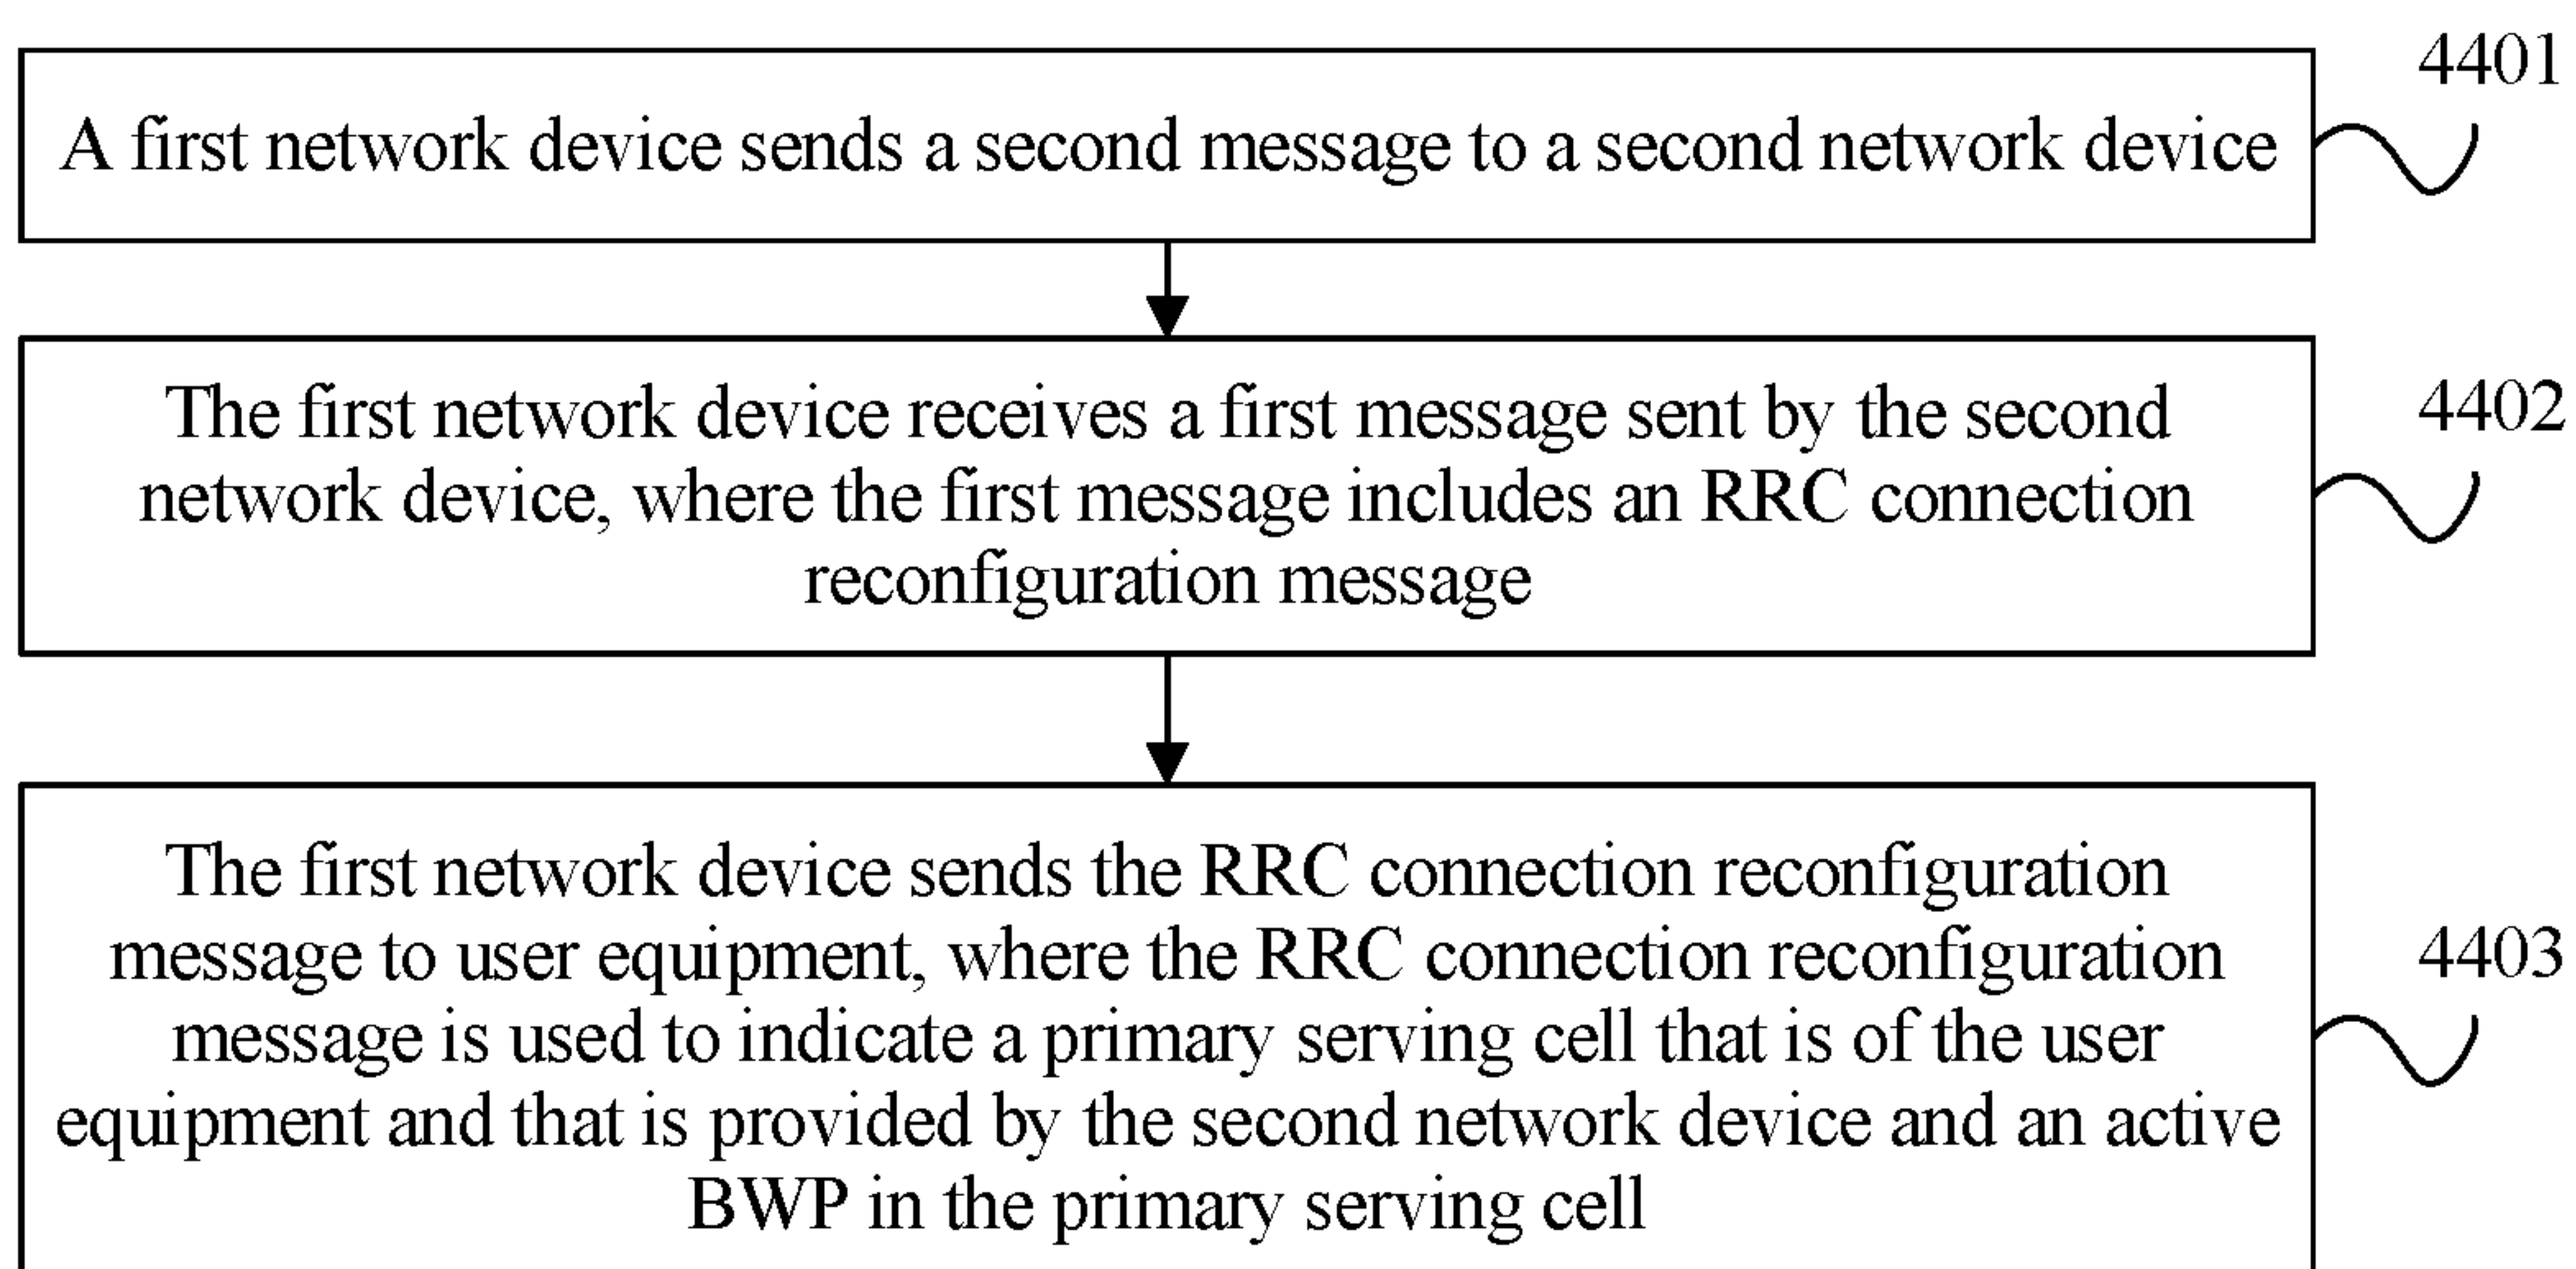 4401
A first network device sends a second message to a second network device
The first network device receives a first message sent by the second
4402
network device, where the first message includes an RRC connection
reconfiguration message
The first network device sends the RRC connection reconfiguration
message to user equipment, where the RRC connection reconfiguration
4403
message is used to indicate a primary serving cell that is of the user
equipment and that is provided by the second network device and an active
BWP in the primary serving cell